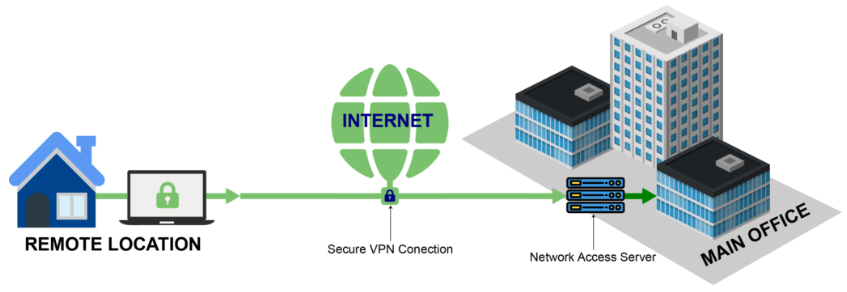 INTERNET
REMOTE LOCATION
Secure VPN Conection
Network Access Server
MAIN OFFICE